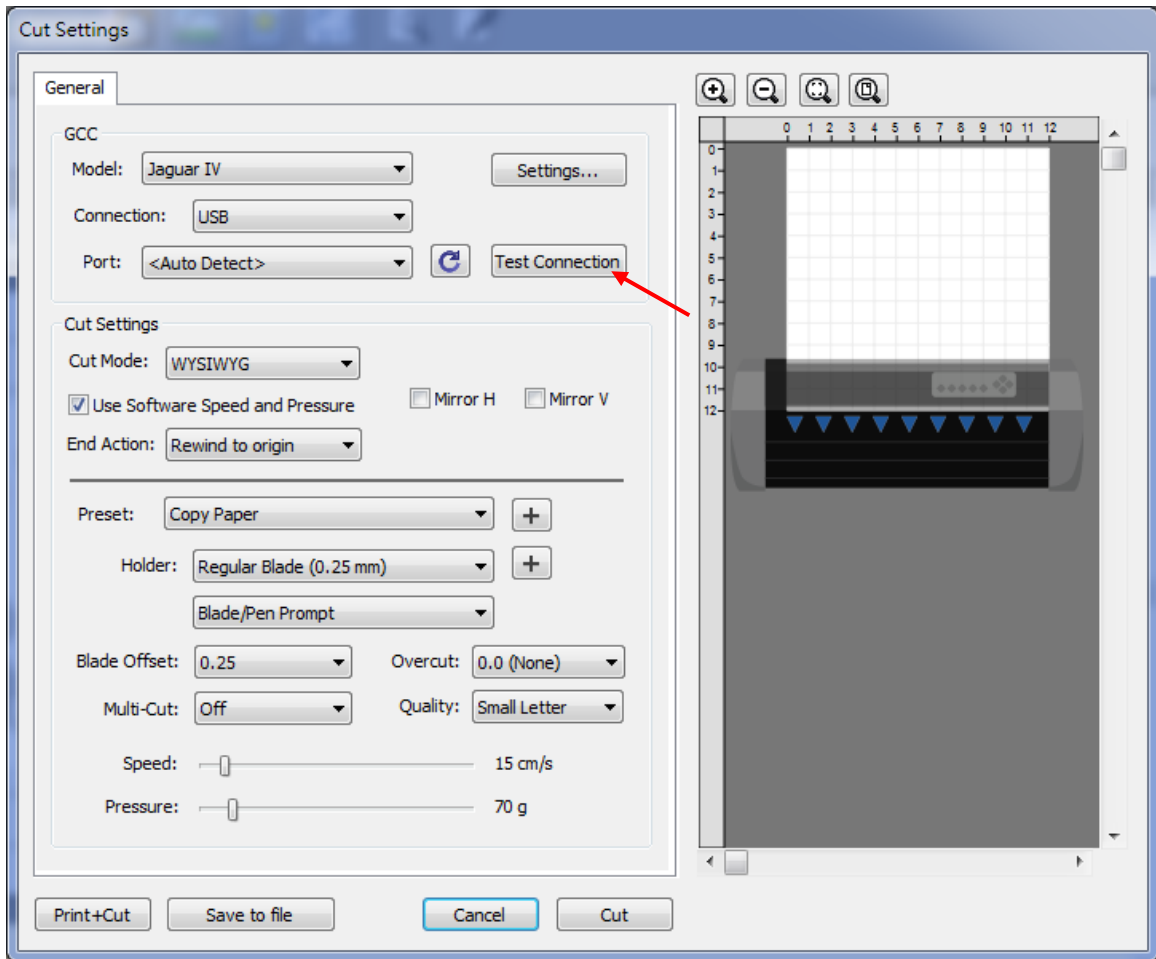 Cut Settings
General
GCC
Model: Jaguar IV Settings...
Connection: USB
Port: <Auto Detect> Test Connection
Cut Settings
Cut Mode: WYSIWYG
Use Software Speed and Pressure Mirror H Mirror V
End Action: Rewind to origin
Preset: Copy Paper +
Holder: Regular Blade (0.25 mm) +
Blade/Pen Prompt
Blade Offset: 0.25 Overcut: 0.0 (None)
Multi-Cut: Off Quality: Small Letter
Speed: 15 cm/s
Pressure: 70 g
Print+Cut Save to file Cancel Cut
0 1 2 3 4 5 6 7 8 9 10 11 12
0
1
2
3
4
5
6
7
8
9
10
11
12